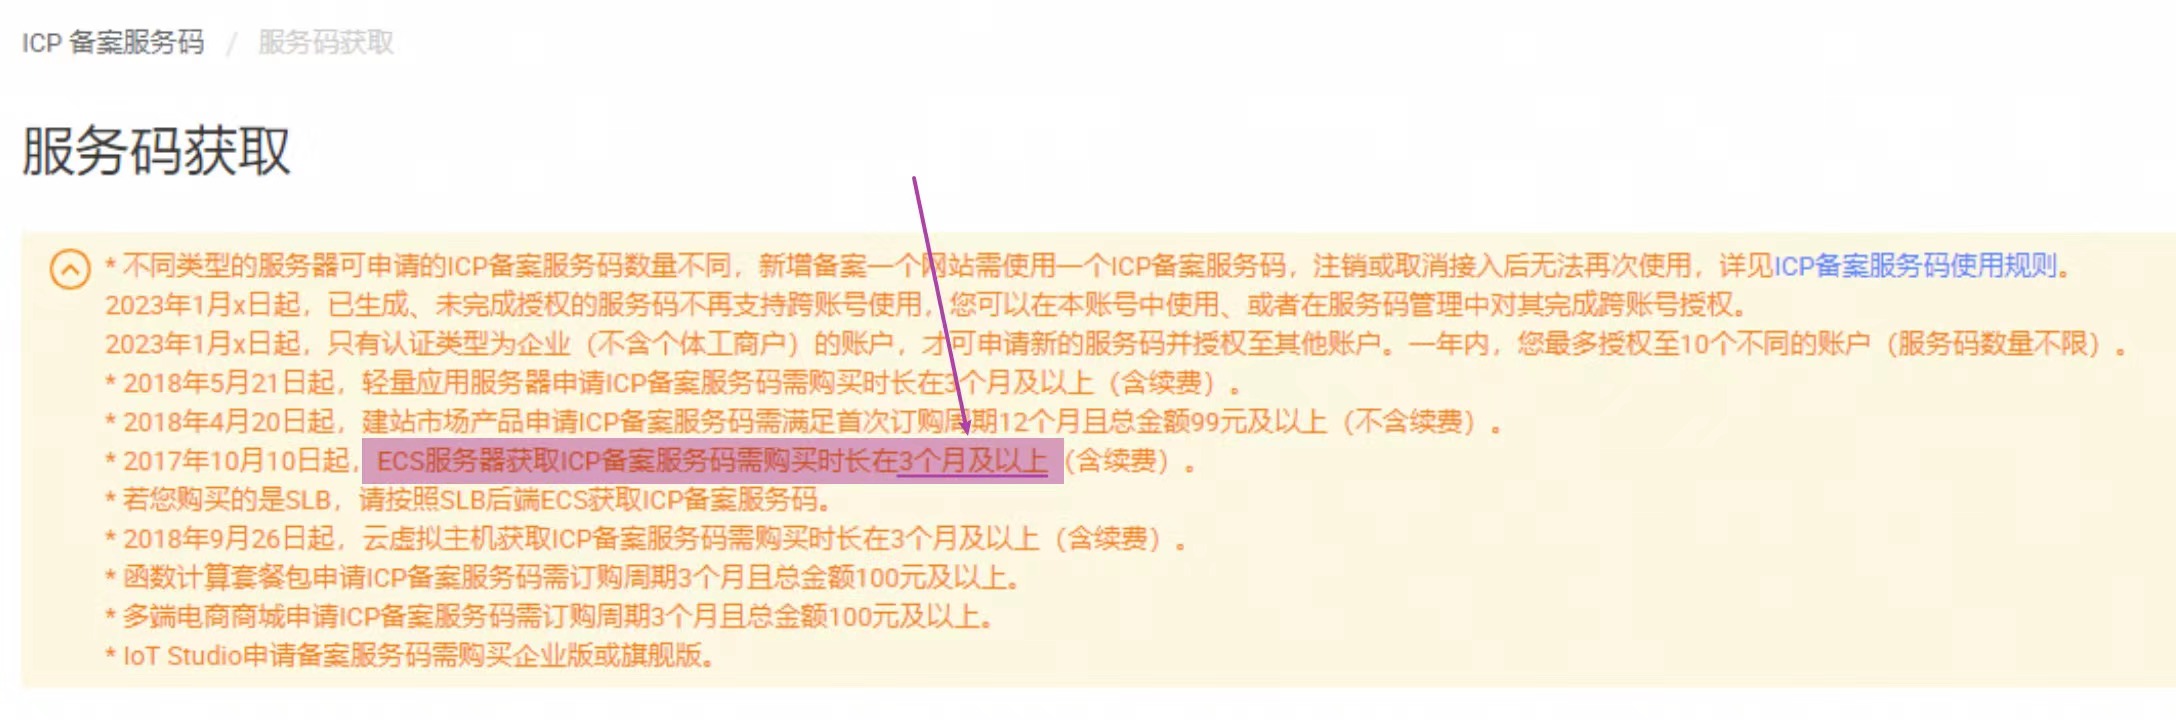 ICP 备案服务码 / 服务码获取
服务码获取
* 不同类型的服务器可申请的ICP备案服务码数量不同，新增备案一个网站需使用一个ICP备案服务码，注销或取消接入后无法再次使用，详见ICP备案服务码使用规则。
2023年1月x日起，已生成、未完成授权的服务码不再支持跨账号使用，您可以在本账号中使用、或者在服务码管理中对其完成跨账号授权。
2023年1月x日起，只有认证类型为企业（不含个体工商户）的账户，才可申请新的服务码并授权至其他账户。一年内，您最多授权至10个不同的账户（服务码数量不限）。
* 2018年5月21日起，轻量应用服务器申请ICP备案服务码需购买时长在3个月及以上（含续费）。
* 2018年4月20日起，建站市场产品申请ICP备案服务码需满足首次订购周期12个月且总金额99元及以上（不含续费）。
* 2017年10月10日起，ECS服务器获取ICP备案服务码需购买时长在3个月及以上（含续费）。
* 若您购买的是SLB，请按照SLB后端ECS获取ICP备案服务码。
* 2018年9月26日起，云虚拟主机获取ICP备案服务码需购买时长在3个月及以上（含续费）。
* 函数计算套餐包申请ICP备案服务码需订购周期3个月且总金额100元及以上。
* 多端电商商城申请ICP备案服务码需订购周期3个月且总金额100元及以上。
* IoT Studio申请备案服务码需购买企业版或旗舰版。